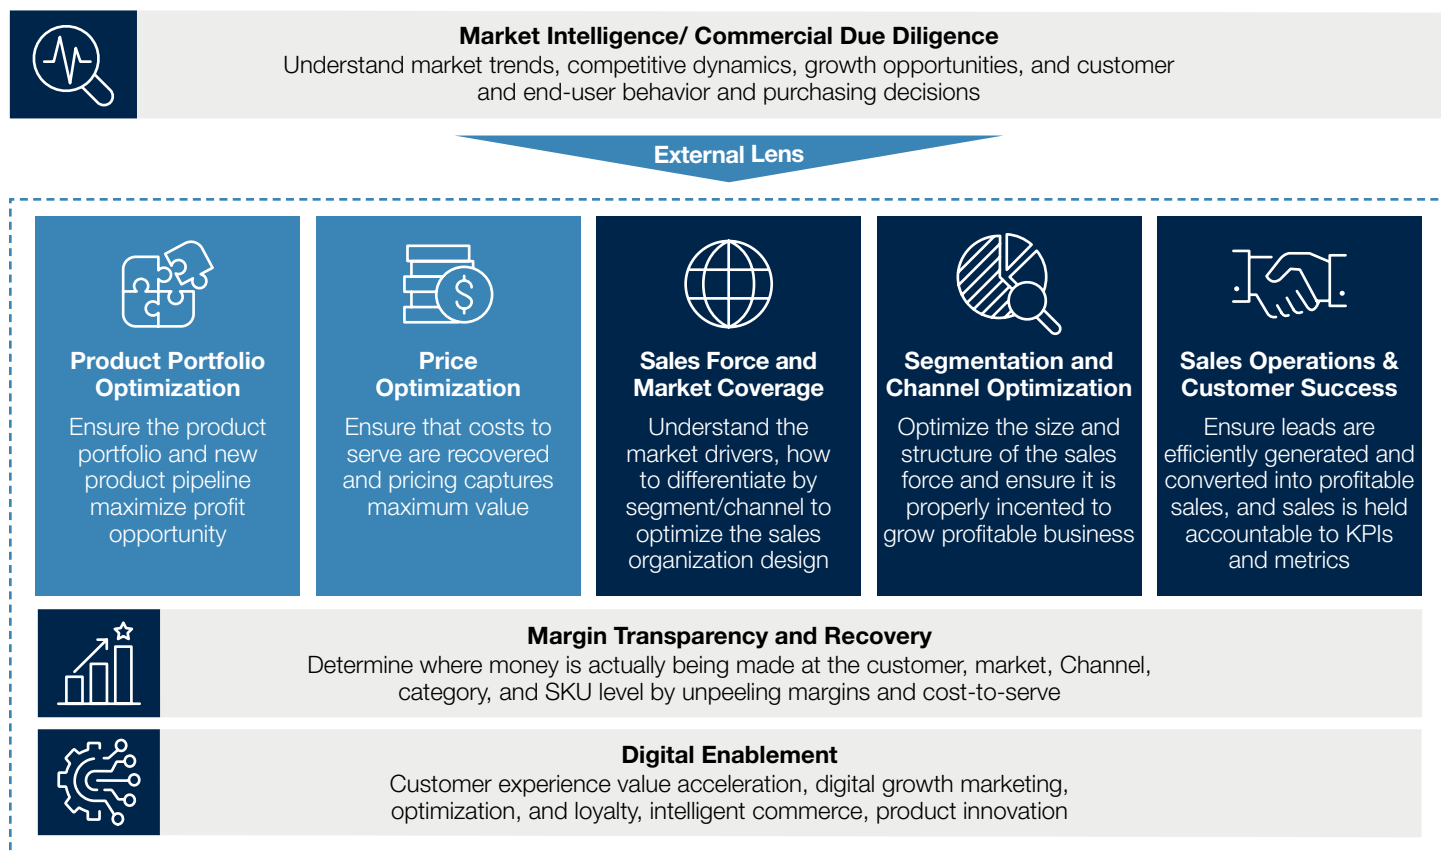 Market Intelligence/ Commercial Due Diligence
Understand market trends, competitive dynamics, growth opportunities, and customer
and end-user behavior and purchasing decisions
External Lens
Product Portfolio
Optimization
Ensure the product
portfolio and new
product pipeline
maximize profit
opportunity
Price
Optimization
Ensure that costs to
serve are recovered
and pricing captures
maximum value
Sales Force and
Market Coverage
Understand the
market drivers, how
to differentiate by
segment/channel to
optimize the sales
organization design
Segmentation and
Channel Optimization
Optimize the size and
structure of the sales
force and ensure it is
properly incented to
grow profitable business
Sales Operations &
Customer Success
Ensure leads are
efficiently generated and
converted into profitable
sales, and sales is held
accountable to KPIs
and metrics
Margin Transparency and Recovery
Determine where money is actually being made at the customer, market, Channel,
category, and SKU level by unpeeling margins and cost-to-serve
Digital Enablement
Customer experience value acceleration, digital growth marketing,
optimization, and loyalty, intelligent commerce, product innovation